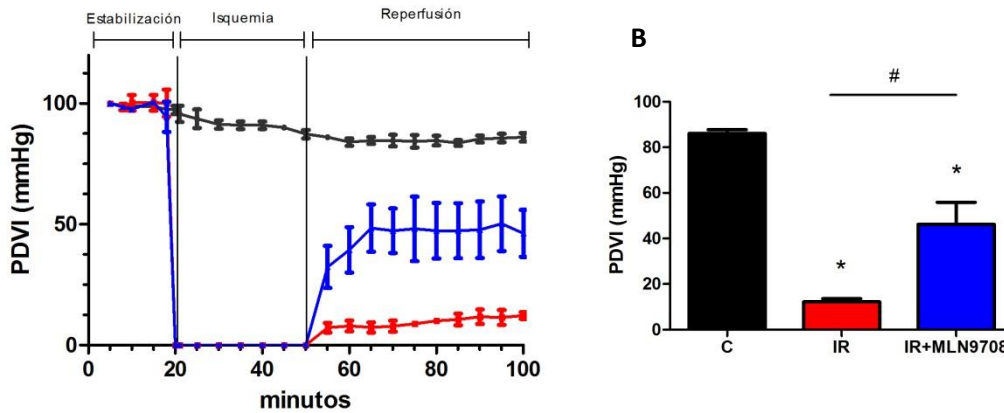 Estabilización Isquemia Reperfusión
PDVI (mmHg)
100
50
0
0 20 40 60 80 100
minutos
B
#
PDVI (mmHg)
100
80
60
40
20
0
*
*
C IR IR+MLN9708